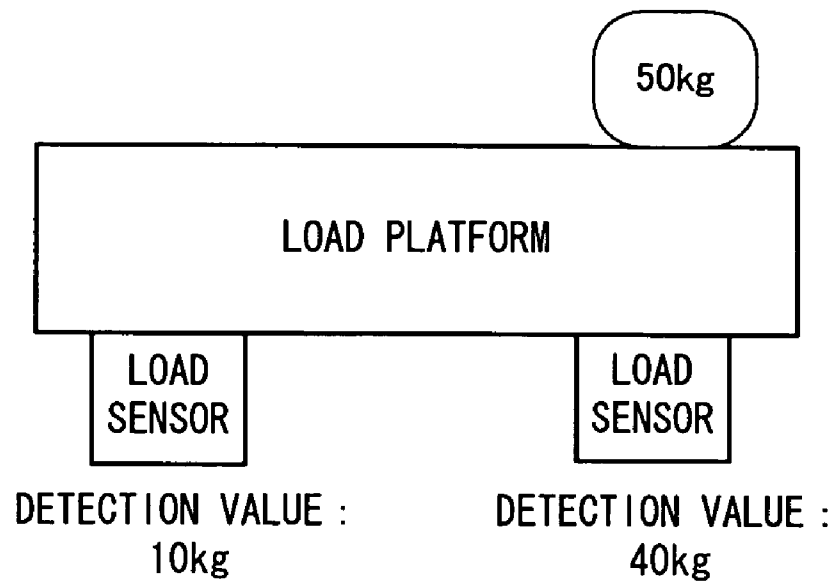 50kg
LOAD PLATFORM
LOAD
SENSOR
LOAD
SENSOR
DETECTION VALUE :
10kg
DETECTION VALUE :
40kg